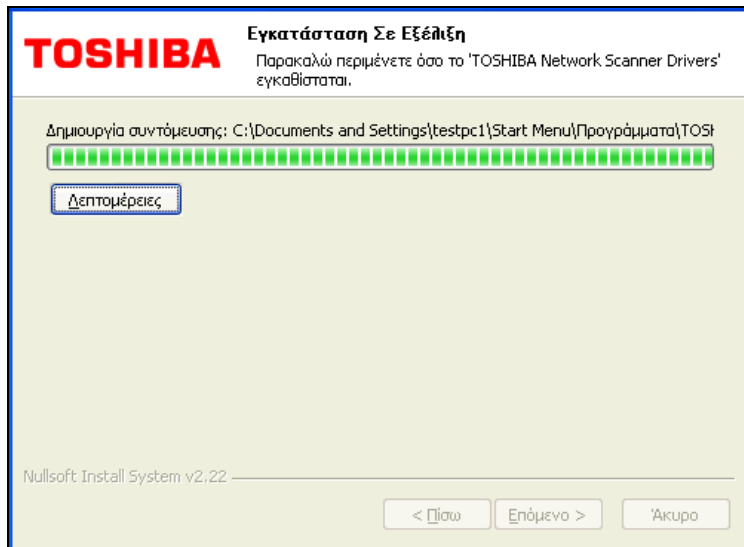 TOSHIBA
Εγκατάσταση Σε Εξέλιξη
Παρακαλώ περιμένετε όσο το 'TOSHIBA Network Scanner Drivers'
εγκαθίσταται.
Δημιουργία συντόμευσης: C:\Documents and Settings\testpc1\Start Menu\Προγράμματα\TOSH
Λεπτομέρειες
Nullsoft Install System v2.22
< Πίσω
Επόμενο >
Άκυρο